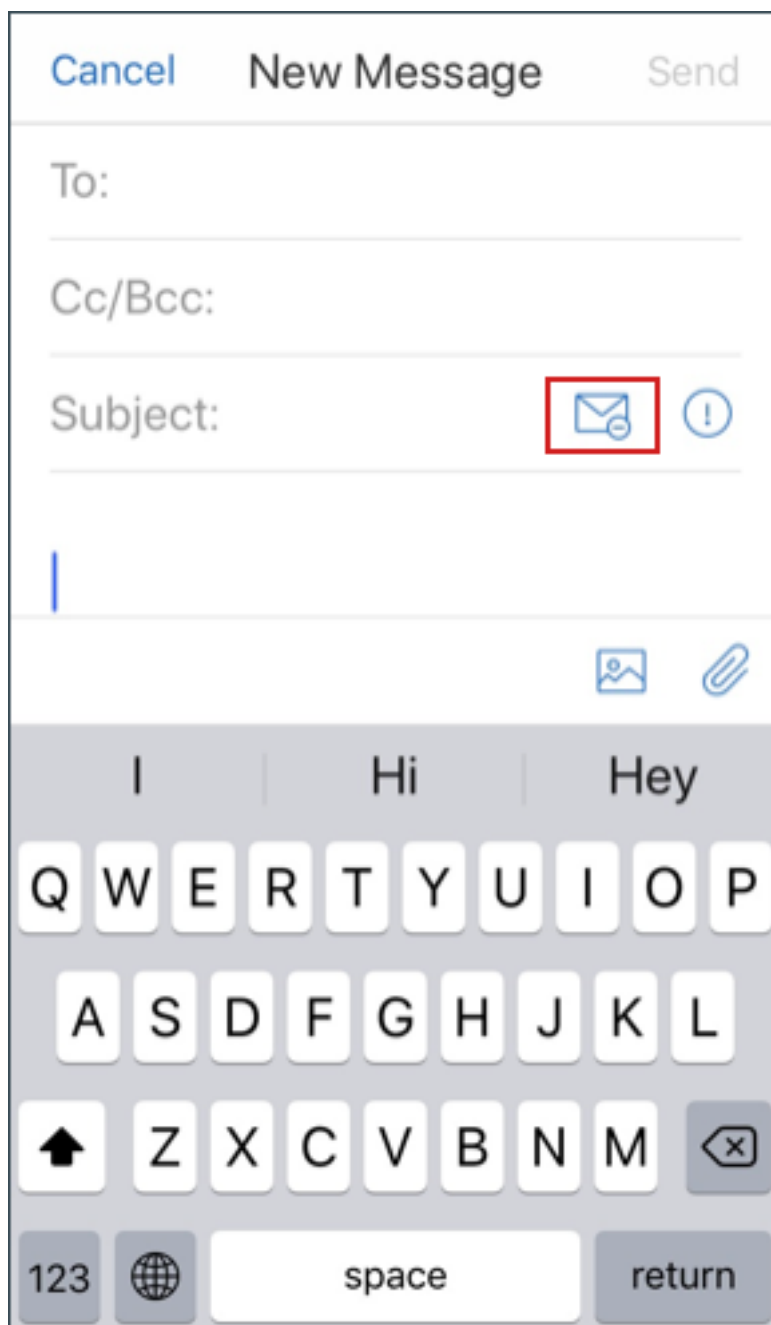 Cancel New Message Send
To:
Cc/Bcc:
Subject:
I Hi Hey
Q W E R T Y U I O P
A S D F G H J K L
Z X C V B N M
123 space return